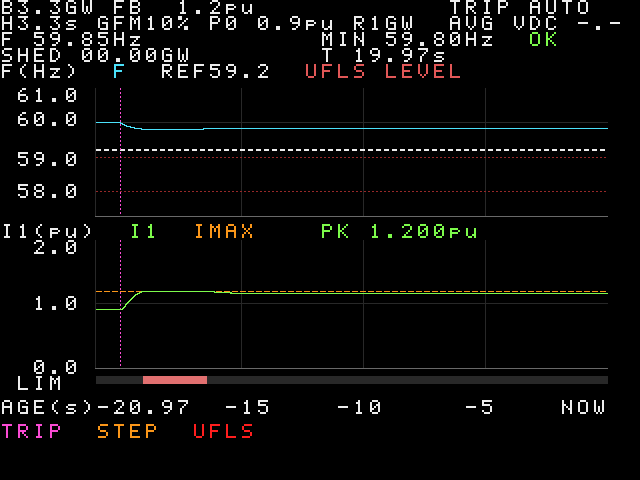 B3.3GW FB 1.2pu TRIP AUTO
H3.3s GFM10% P0 0.9pu R1GW AVG VDC -.-
F 59.85Hz MIN 59.80Hz OK
SHED 00.00GW T 19.97s
F(Hz) F REF59.2 UFLS LEVEL
61.0
60.0
59.0
58.0
I1(pu) I1 IMAX PK 1.200pu
2.0
1.0
0.0
LIM
AGE(s)-20.97 -15 -10 -5 NOW
TRIP STEP UFLS